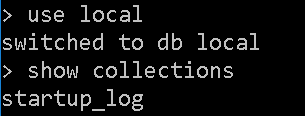 > use local
switched to db local
> show collections
startup_log